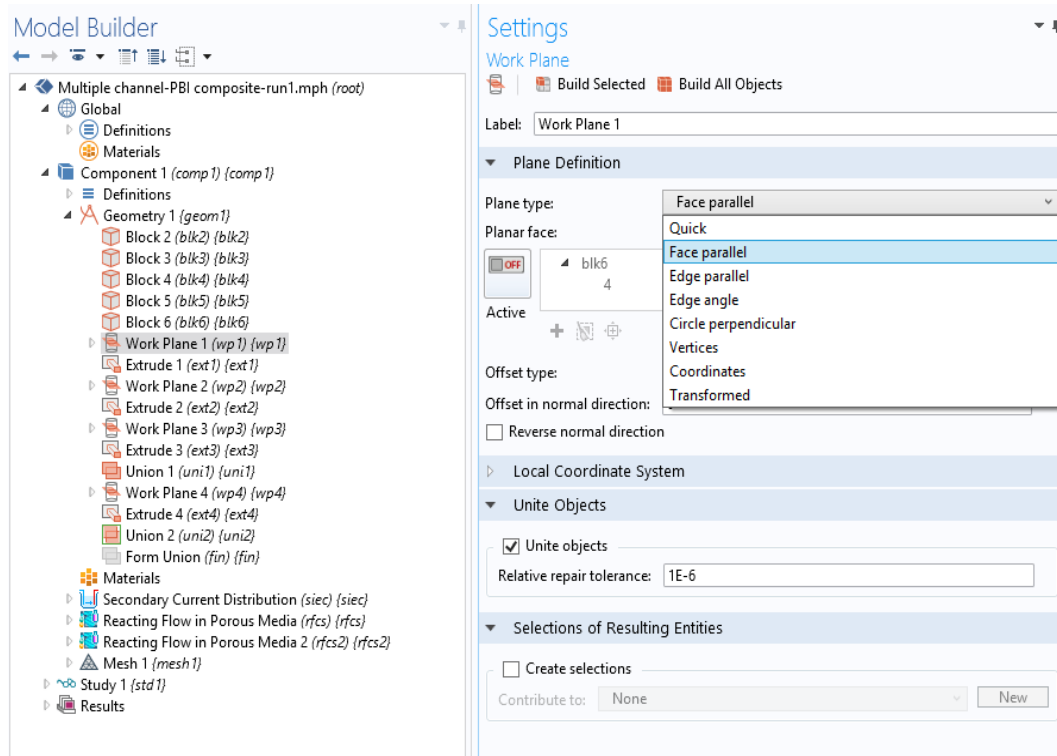 Model Builder
Multiple channel-PBI composite-run1.mph (root)
Global
Definitions
Materials
Component 1 (comp1) {comp1}
Definitions
Geometry 1 {geom1}
Block 2 (blk2) {blk2}
Block 3 (blk3) {blk3}
Block 4 (blk4) {blk4}
Block 5 (blk5) {blk5}
Block 6 (blk6) {blk6}
Work Plane 1 (wp1) {wp1}
Extrude 1 (ext1) {ext1}
Work Plane 2 (wp2) {wp2}
Extrude 2 (ext2) {ext2}
Work Plane 3 (wp3) {wp3}
Extrude 3 (ext3) {ext3}
Union 1 (uni1) {uni1}
Work Plane 4 (wp4) {wp4}
Extrude 4 (ext4) {ext4}
Union 2 (uni2) {uni2}
Form Union (fin) {fin}
Materials
Secondary Current Distribution (siec) {siec}
Reacting Flow in Porous Media (rfcs) {rfcs}
Reacting Flow in Porous Media 2 (rfcs2) {rfcs2}
Mesh 1 {mesh1}
Study 1 {std1}
Results
Settings
Work Plane
Build Selected Build All Objects
Label: Work Plane 1
Plane Definition
Plane type: Face parallel
Planar face:
OFF
Active
blk6
4
Quick
Face parallel
Edge parallel
Edge angle
Circle perpendicular
Vertices
Coordinates
Transformed
Offset type:
Offset in normal direction:
Reverse normal direction
Local Coordinate System
Unite Objects
Unite objects
Relative repair tolerance: 1E-6
Selections of Resulting Entities
Create selections
Contribute to: None New